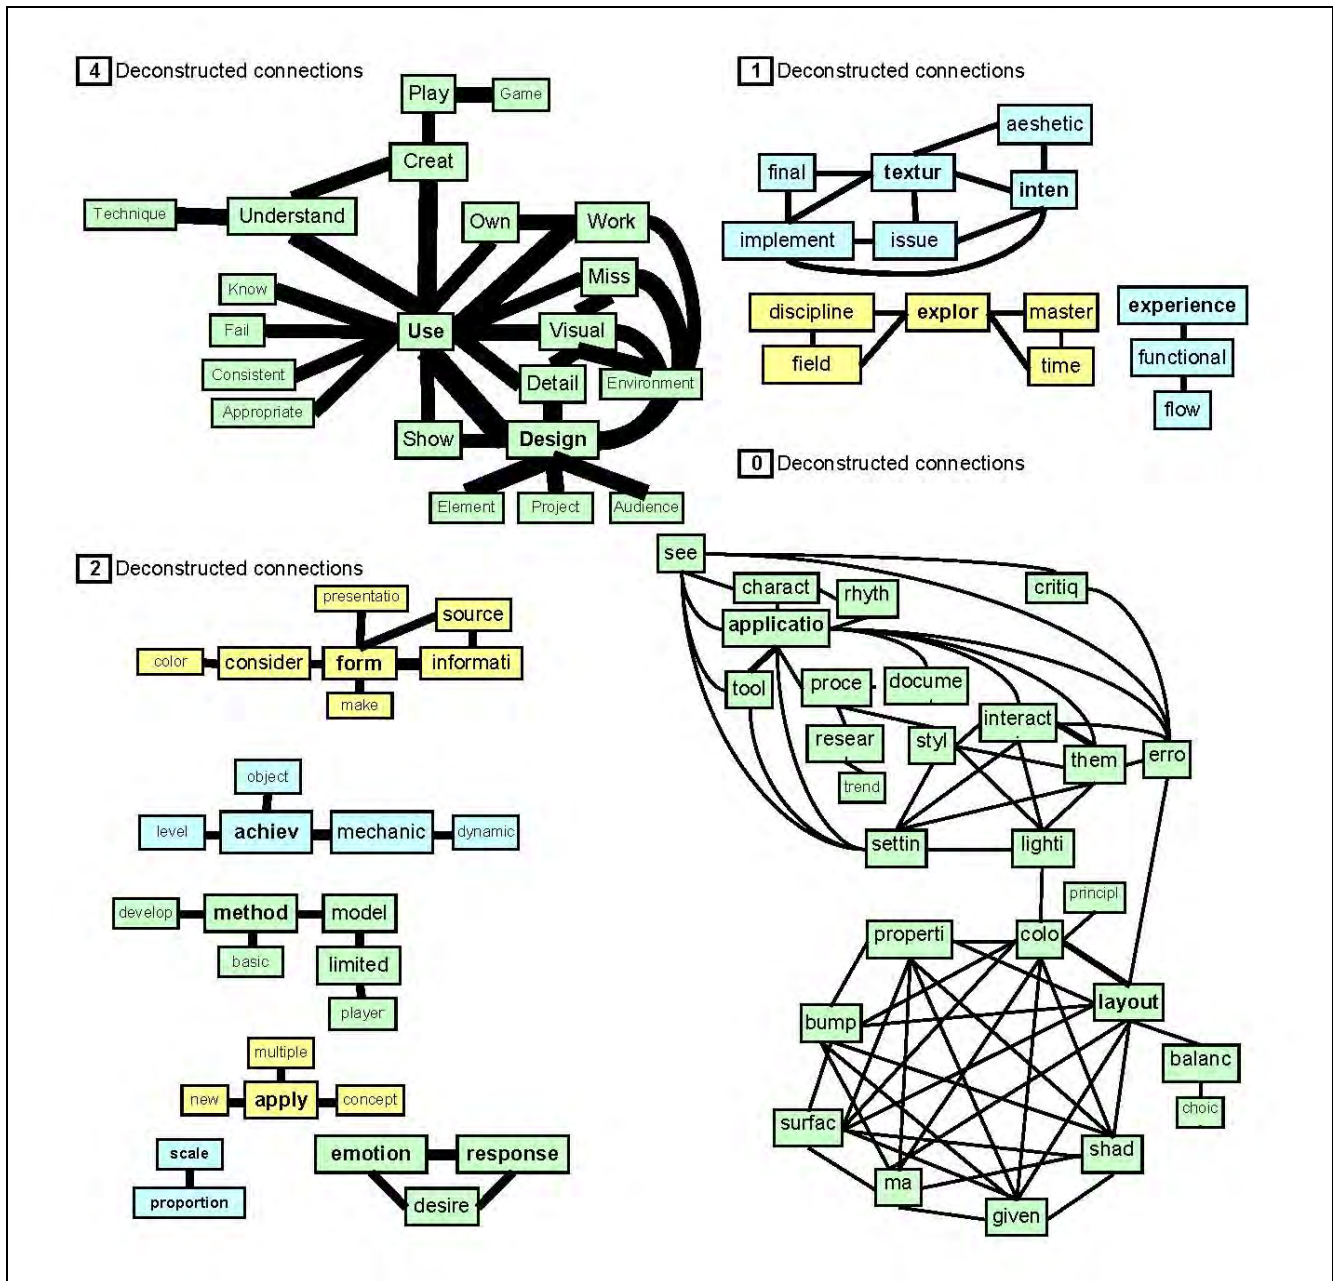 4 Deconstructed connections
Play
Game
Creat
Technique
Understand
Own
Work
Know
Miss
Fail
Use
Visual
Consistent
Detail
Environment
Appropriate
Show
Design
Element
Project
Audience
1 Deconstructed connections
aeshetic
final
textur
inten
implement
issue
discipline
explor
master
field
time
experience
functional
flow
2 Deconstructed connections
presentatio
source
color
consider
form
informati
make
object
level
achiev
mechanic
dynamic
develop
method
model
basic
limited
player
multiple
new
apply
concept
scale
proportion
emotion
response
desire
0 Deconstructed connections
see
charact
rhyth
critiq
applicatio
tool
proce
docume
interact
resear
styl
them
erro
trend
settin
lighti
principl
properti
colo
layout
bump
balanc
choic
surfac
shad
ma
given